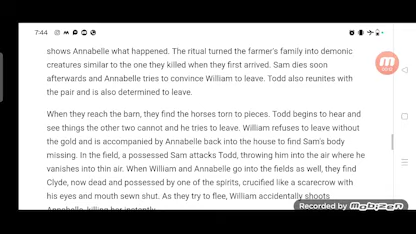 7:44
shows Annabelle what happened. The ritual turned the farmer's family into demonic
creatures similar to the one they killed when they first arrived. Sam dies soon
afterwards and Annabelle tries to convince William to leave. Todd also reunites with
the pair and is also determined to leave.
When they reach the barn, they find the horses torn to pieces. Todd begins to hear and
see things the other two cannot and he tries to leave. William refuses to leave without
the gold and is accompanied by Annabelle back into the house to find Sam's body
missing. In the field, a possessed Sam attacks Todd, throwing him into the air where he
vanishes into thin air. When William and Annabelle go into the fields as well, they find
Clyde, now dead and possessed by one of the spirits, crucified like a scarecrow with
his eyes and mouth sewn shut. As they try to flee, William accidentally shoots
Annabelle, killing her instantly.
Recorded by Mobizen